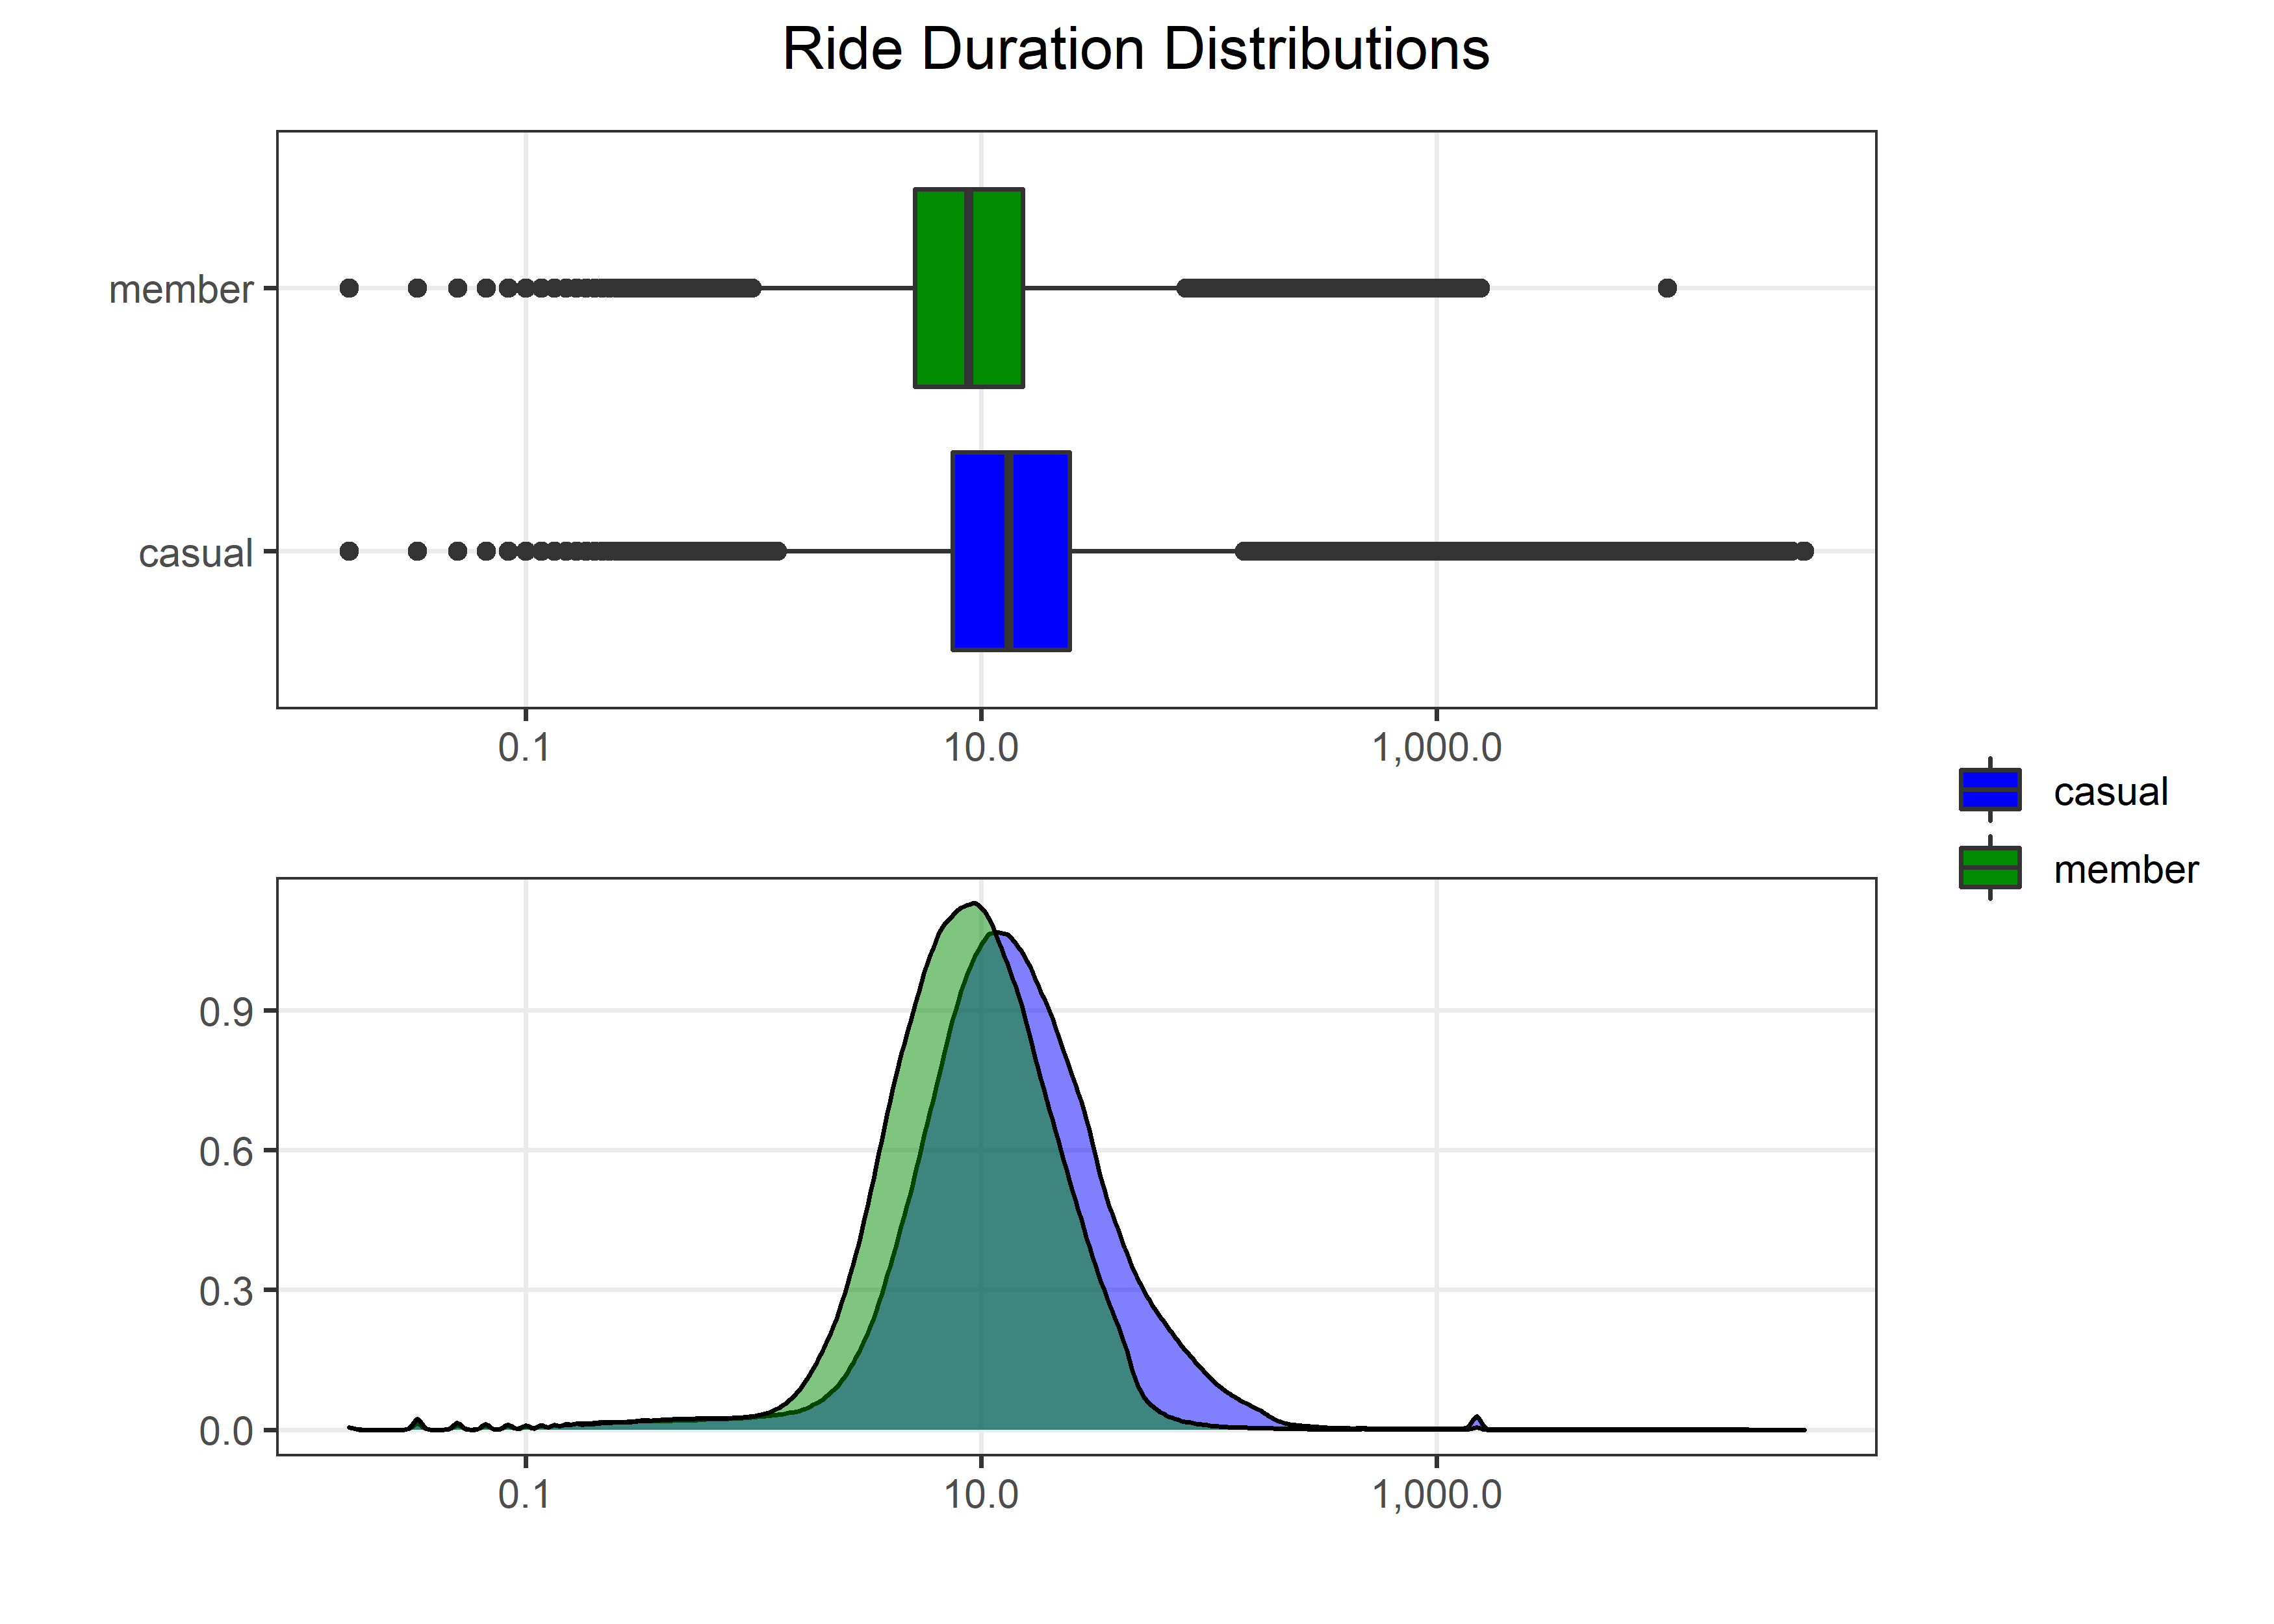 Ride Duration Distributions
member
casual
0.1 10.0 1,000.0
casual
member
0.9
0.6
0.3
0.0
0.1 10.0 1,000.0